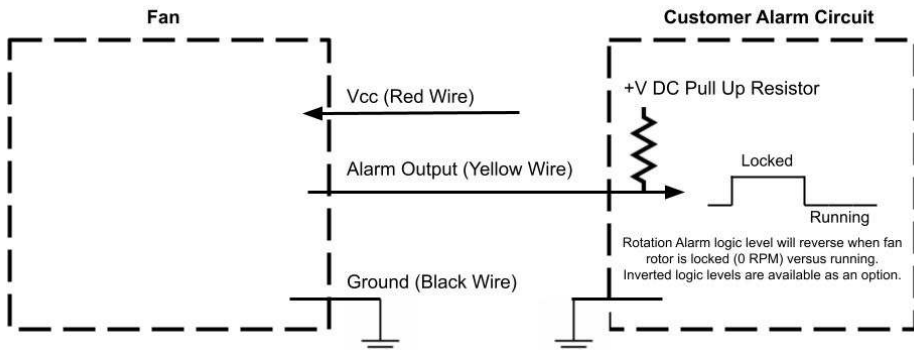 Fan
Customer Alarm Circuit
Vcc (Red Wire)
+V DC Pull Up Resistor
Alarm Output (Yellow Wire)
Locked
Running
Rotation Alarm logic level will reverse when fan
rotor is locked (0 RPM) versus running.
Inverted logic levels are available as an option.
Ground (Black Wire)